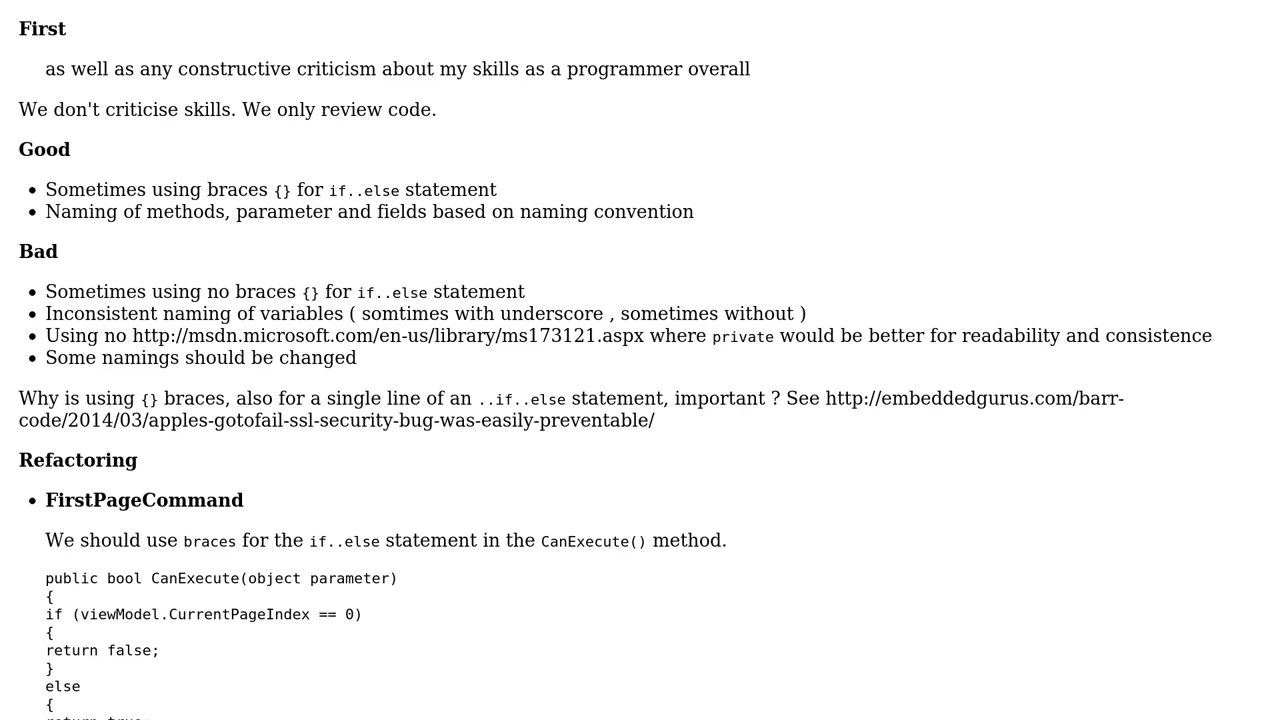 First
as well as any constructive criticism about my skills as a programmer overall
We don't criticise skills. We only review code.
Good
Sometimes using braces {} for if..else statement
Naming of methods, parameter and fields based on naming convention
Bad
Sometimes using no braces {} for if..else statement
Inconsistent naming of variables ( somtimes with underscore , sometimes without )
Using no http://msdn.microsoft.com/en-us/library/ms173121.aspx where private would be better for readability and consistence
Some namings should be changed
Why is using {} braces, also for a single line of an ..if..else statement, important ? See http://embeddedgurus.com/barr-
code/2014/03/apples-gotofail-ssl-security-bug-was-easily-preventable/
Refactoring
FirstPageCommand
We should use braces for the if..else statement in the CanExecute() method.
public bool CanExecute(object parameter)
{
if (viewModel.CurrentPageIndex == 0)
{
return false;
}
else
{
return true;